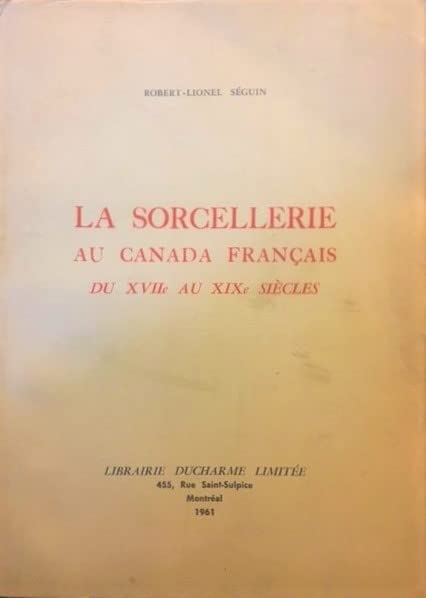 ROBERT-LIONEL SÉGUIN
LA SORCELLERIE
AU CANADA FRANÇAIS
DU XVIIe AU XIXe SIÈCLES
LIBRAIRIE DUCHARME LIMITÉE
455, Rue Saint-Sulpice
Montréal
1961